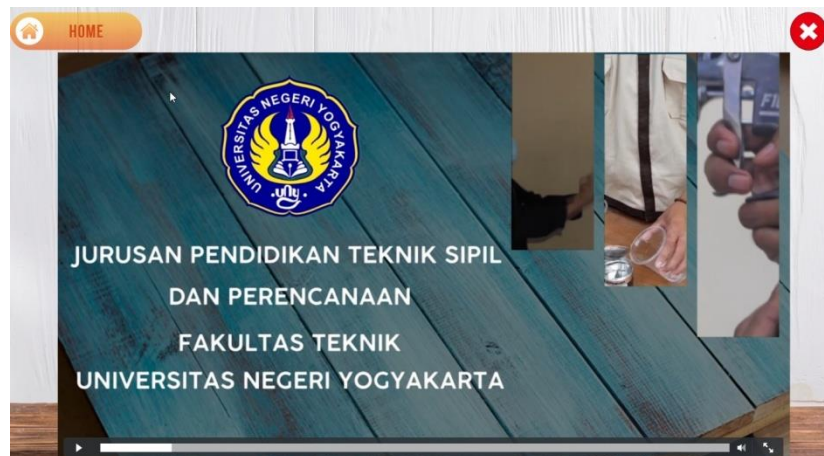 HOME
UNIVERSITAS NEGERI YOGYAKARTA
UNY
JURUSAN PENDIDIKAN TEKNIK SIPIL
DAN PERENCANAAN
FAKULTAS TEKNIK
UNIVERSITAS NEGERI YOGYAKARTA